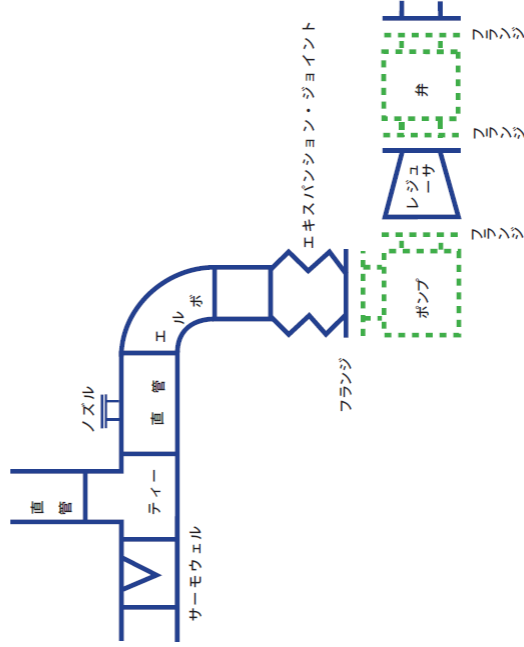 直管
ノズル
ティー
直管
エルボ
サーモウェル
エキスパンション・ジョイント
フランジ
ポンプ
フランジ
レジューサ
フランジ
弁
フランジ